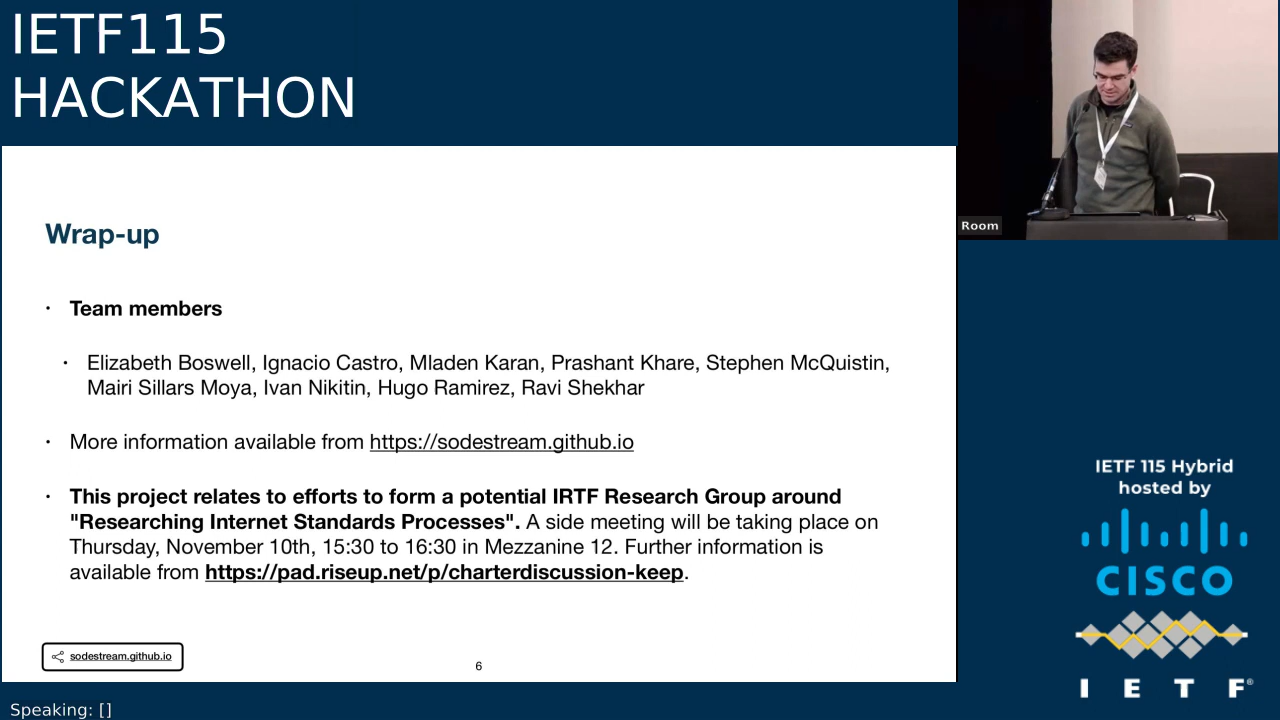 IETF115
HACKATHON
Room
Wrap-up
• Team members
• Elizabeth Boswell, Ignacio Castro, Mladen Karan, Prashant Khare, Stephen McQuistin,
Mairi Sillars Moya, Ivan Nikitin, Hugo Ramirez, Ravi Shekhar
• More information available from https://sodestream.github.io
• This project relates to efforts to form a potential IRTF Research Group around
"Researching Internet Standards Processes". A side meeting will be taking place on
Thursday, November 10th, 15:30 to 16:30 in Mezzanine 12. Further information is
available from https://pad.riseup.net/p/charterdiscussion-keep.
sodestream.github.io
6
IETF 115 Hybrid
hosted by
CISCO
I E T F®
Speaking: []